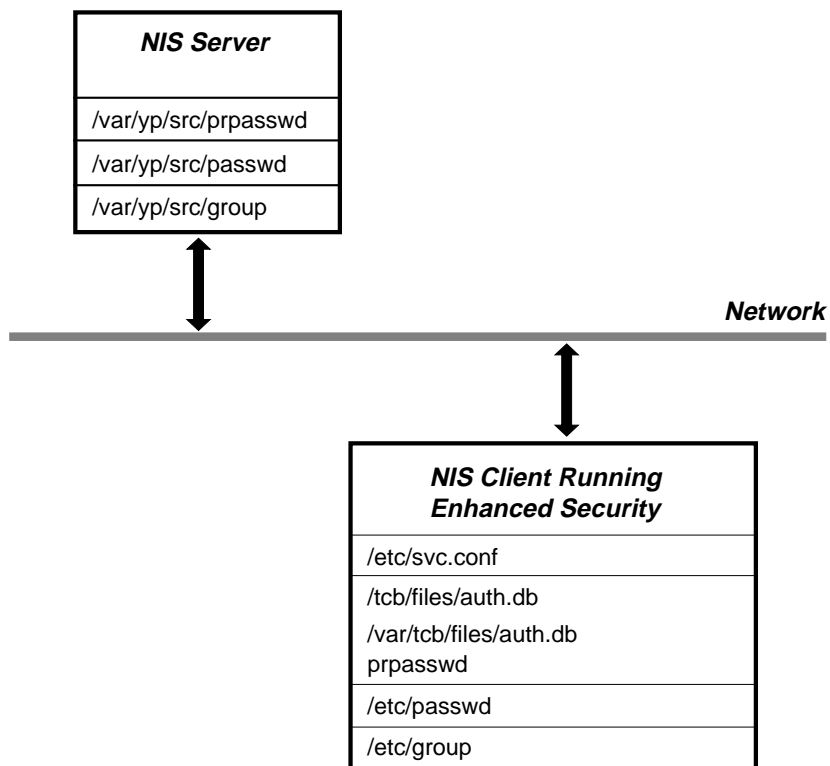 NIS Server
/var/yp/src/prpasswd
/var/yp/src/passwd
/var/yp/src/group
Network
NIS Client Running
Enhanced Security
/etc/svc.conf
/tcb/files/auth.db
/var/tcb/files/auth.db
prpasswd
/etc/passwd
/etc/group